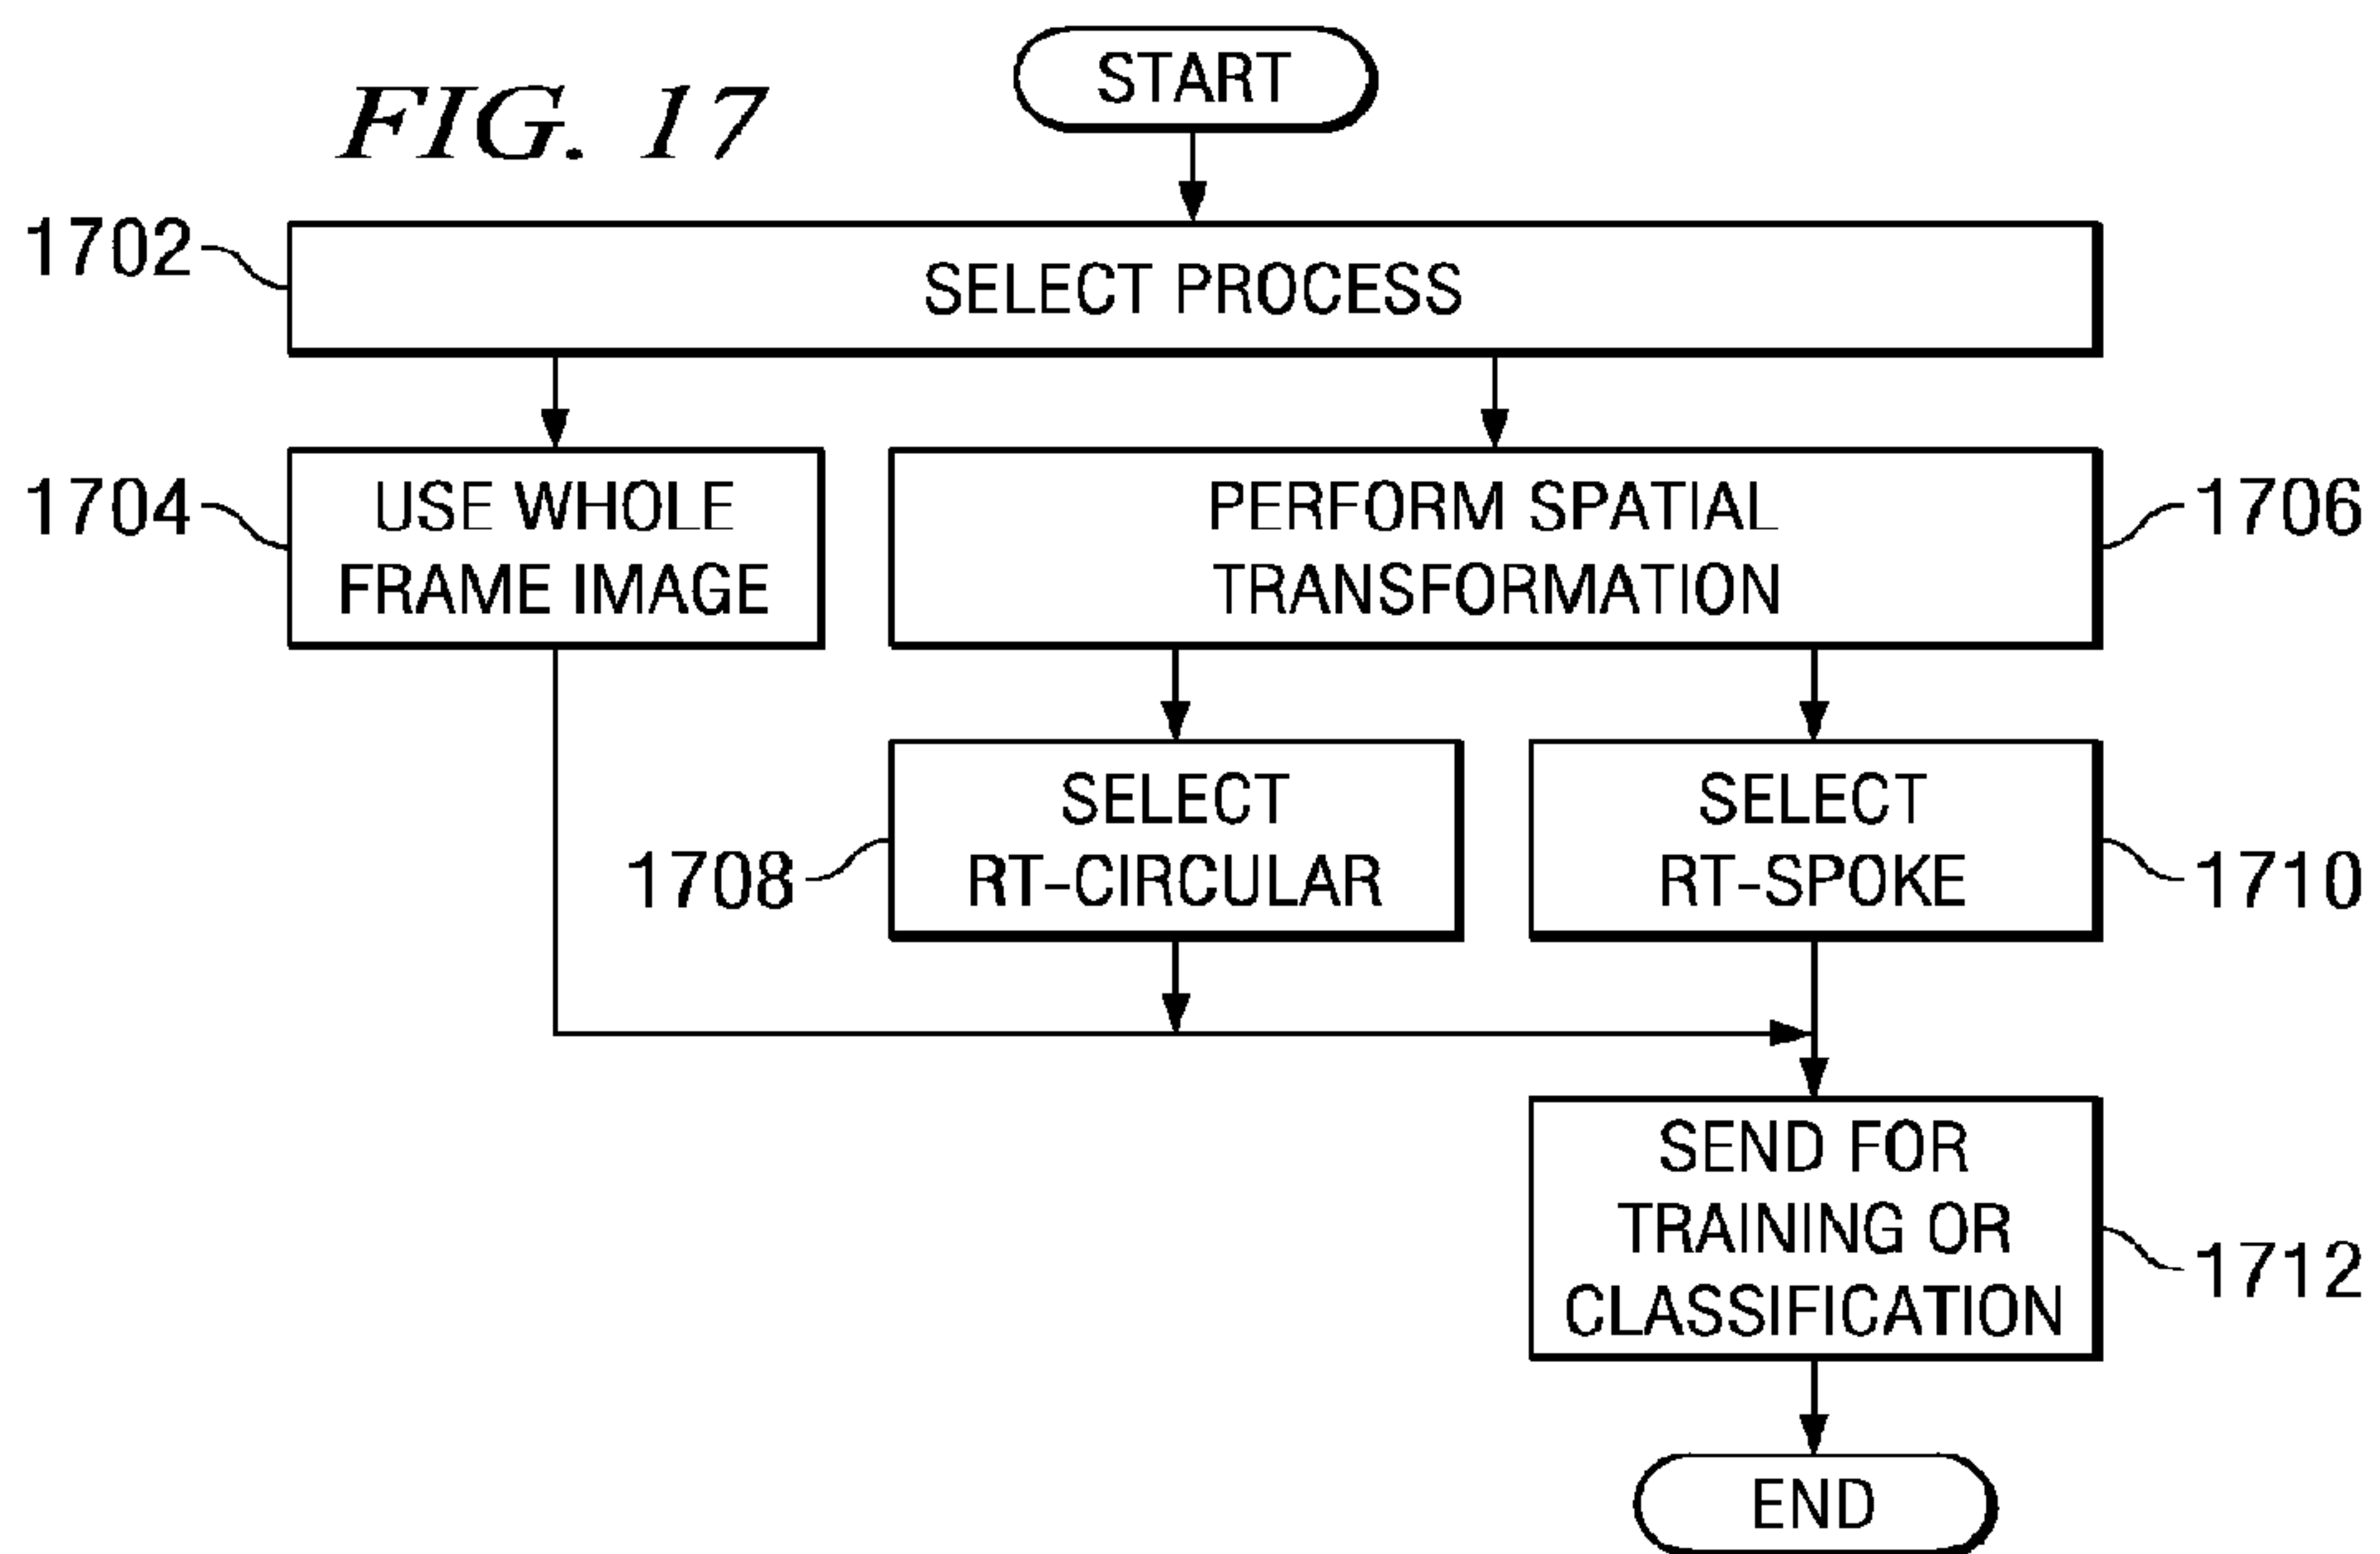 FIG. 17
START
1702
SELECT PROCESS
1704
USE WHOLE
FRAME IMAGE
PERFORM SPATIAL
TRANSFORMATION
1706
1708
SELECT
RT-CIRCULAR
SELECT
RT-SPOKE
1710
SEND FOR
TRAINING OR
CLASSIFICATION
1712
END